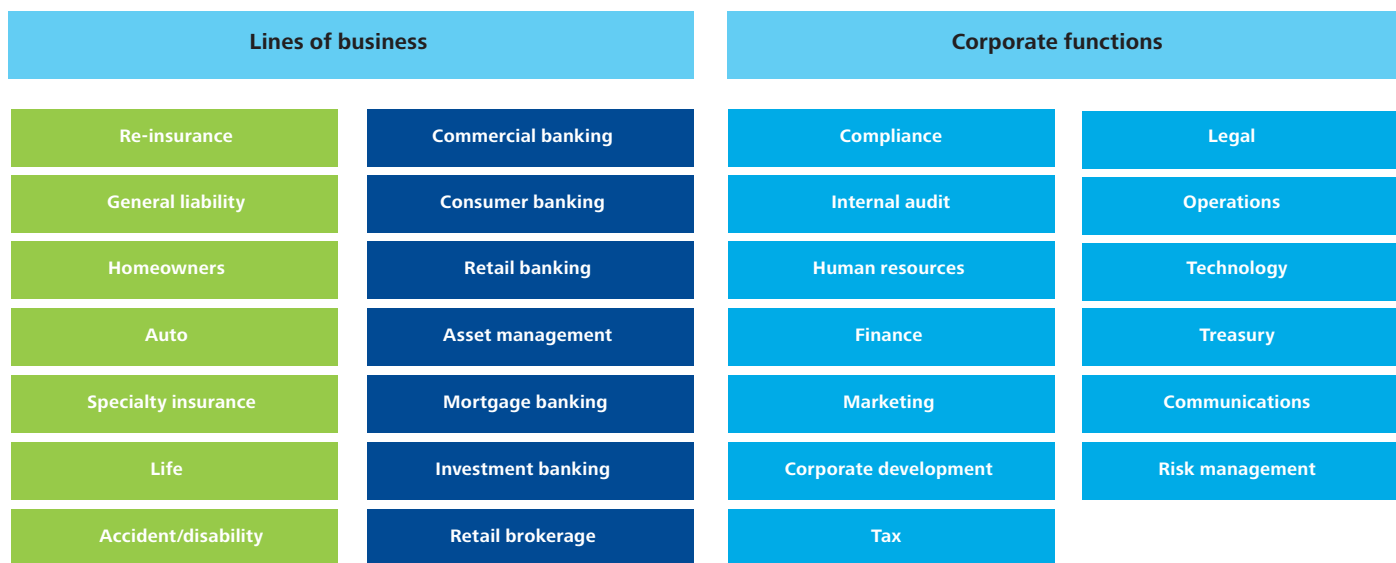 Lines of business
Corporate functions
Re-insurance
Commercial banking
Compliance
Legal
General liability
Consumer banking
Internal audit
Operations
Homeowners
Retail banking
Human resources
Technology
Auto
Asset management
Finance
Treasury
Specialty insurance
Mortgage banking
Marketing
Communications
Life
Investment banking
Corporate development
Risk management
Accident/disability
Retail brokerage
Tax